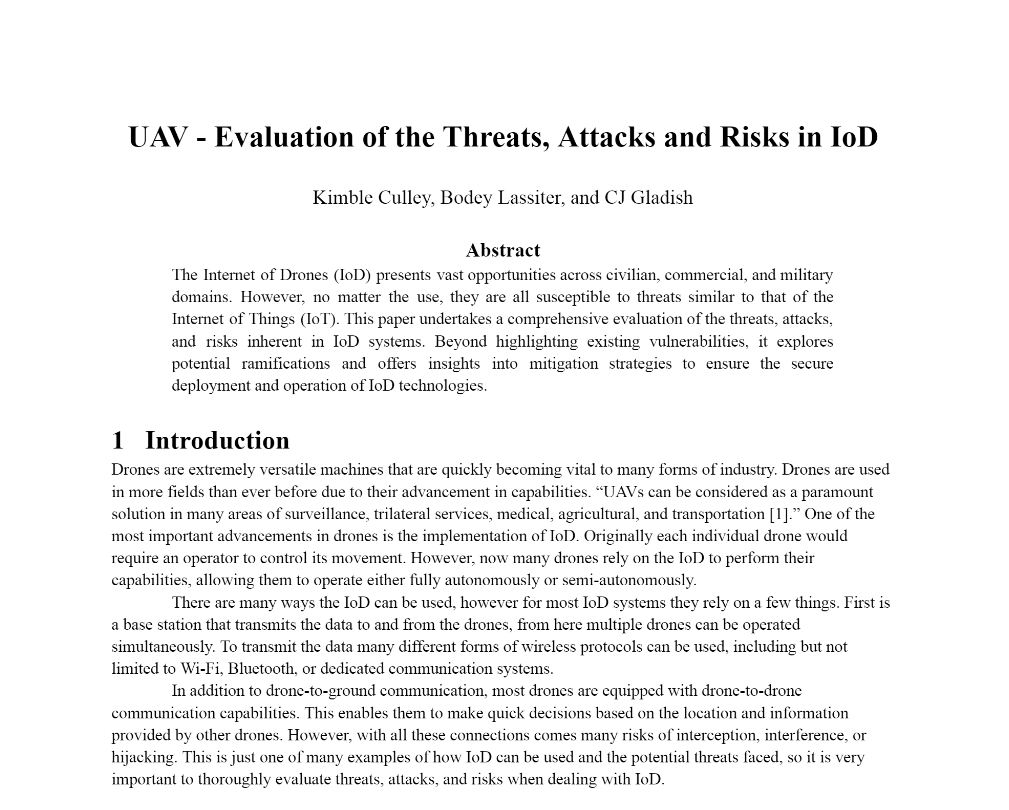 UAV - Evaluation of the Threats, Attacks and Risks in IoD
Kimble Culley, Bodey Lassiter, and CJ Gladish
Abstract
The Internet of Drones (IoD) presents vast opportunities across civilian, commercial, and military
domains. However, no matter the use, they are all susceptible to threats similar to that of the
Internet of Things (IoT). This paper undertakes a comprehensive evaluation of the threats, attacks,
and risks inherent in IoD systems. Beyond highlighting existing vulnerabilities, it explores
potential ramifications and offers insights into mitigation strategies to ensure the secure
deployment and operation of IoD technologies.
1 Introduction
Drones are extremely versatile machines that are quickly becoming vital to many forms of industry. Drones are used
in more fields than ever before due to their advancement in capabilities. “UAVs can be considered as a paramount
solution in many areas of surveillance, trilateral services, medical, agricultural, and transportation [1].” One of the
most important advancements in drones is the implementation of IoD. Originally each individual drone would
require an operator to control its movement. However, now many drones rely on the IoD to perform their
capabilities, allowing them to operate either fully autonomously or semi-autonomously.
There are many ways the IoD can be used, however for most IoD systems they rely on a few things. First is
a base station that transmits the data to and from the drones, from here multiple drones can be operated
simultaneously. To transmit the data many different forms of wireless protocols can be used, including but not
limited to Wi-Fi, Bluetooth, or dedicated communication systems.
In addition to drone-to-ground communication, most drones are equipped with drone-to-drone
communication capabilities. This enables them to make quick decisions based on the location and information
provided by other drones. However, with all these connections comes many risks of interception, interference, or
hijacking. This is just one of many examples of how IoD can be used and the potential threats faced, so it is very
important to thoroughly evaluate threats, attacks, and risks when dealing with IoD.